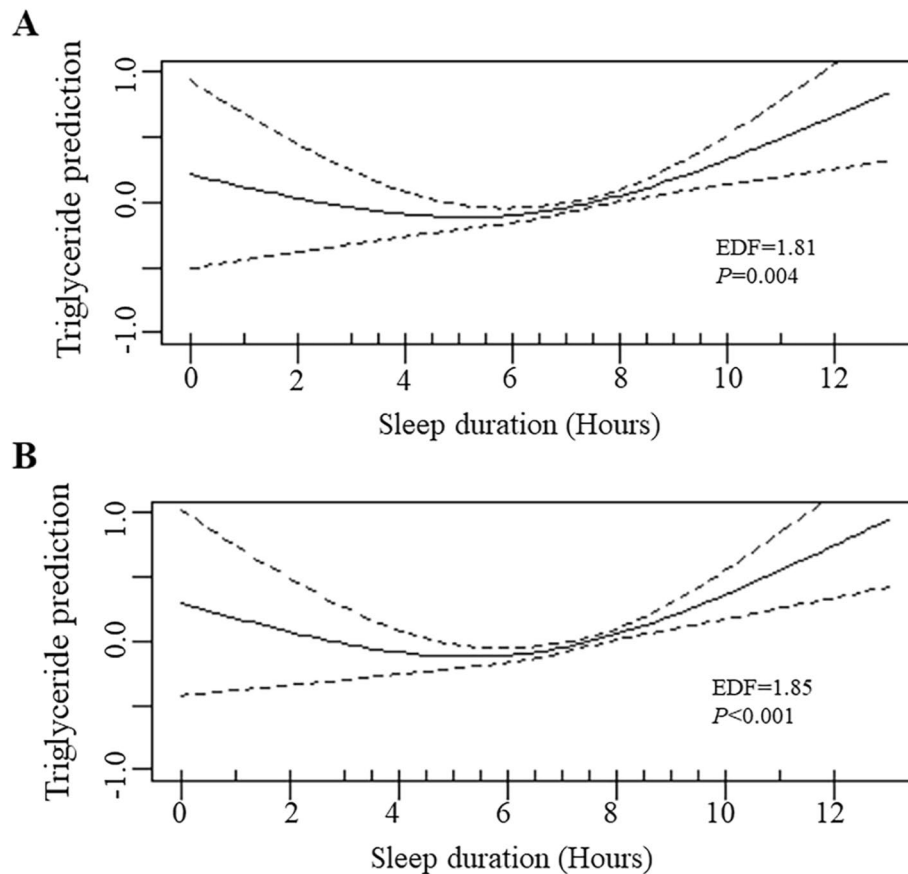 A
Triglyceride prediction
1.0
0.0
-1.0
EDF=1.81
P=0.004
0 2 4 6 8 10 12
Sleep duration (Hours)
B
Triglyceride prediction
1.0
0.0
-1.0
EDF=1.85
P<0.001
0 2 4 6 8 10 12
Sleep duration (Hours)